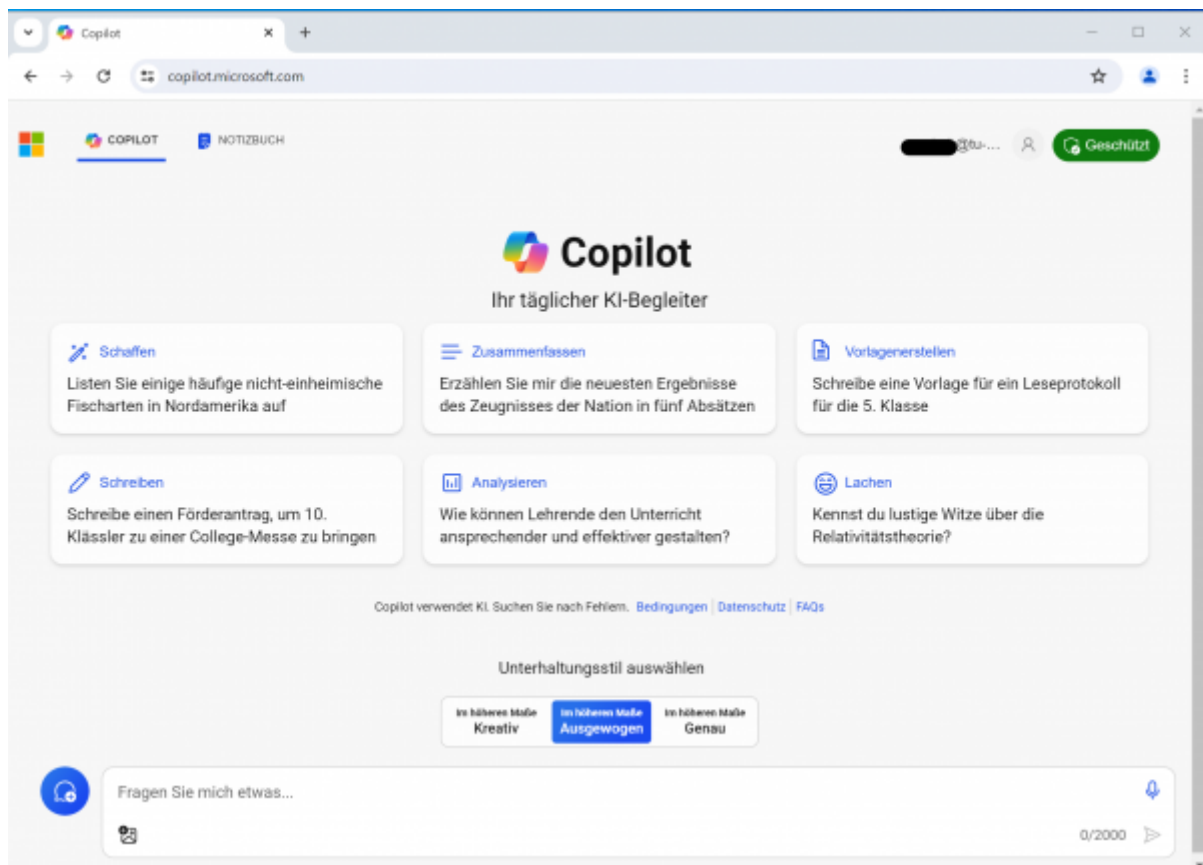 Copilot
copilot.microsoft.com
COPILOT
NOTIZBUCH
@tu-...
Geschützt
Copilot
Ihr täglicher KI-Begleiter
Schaffen
Listen Sie einige häufige nicht-einheimische
Fischarten in Nordamerika auf
Zusammenfassen
Erzählen Sie mir die neuesten Ergebnisse
des Zeugnisses der Nation in fünf Absätzen
Vorlagenerstellen
Schreibe eine Vorlage für ein Leseprotokoll
für die 5. Klasse
Schreiben
Schreibe einen Förderantrag, um 10.
Klässler zu einer College-Messe zu bringen
Analysieren
Wie können Lehrende den Unterricht
ansprechender und effektiver gestalten?
Lachen
Kennst du lustige Witze über die
Relativitätstheorie?
Copilot verwendet KI. Suchen Sie nach Fehlern. Bedingungen | Datenschutz | FAQs
Unterhaltungsstil auswählen
Im höheren Maße
Kreativ
Im höheren Maße
Ausgewogen
Im höheren Maße
Genau
Fragen Sie mich etwas...
0/2000